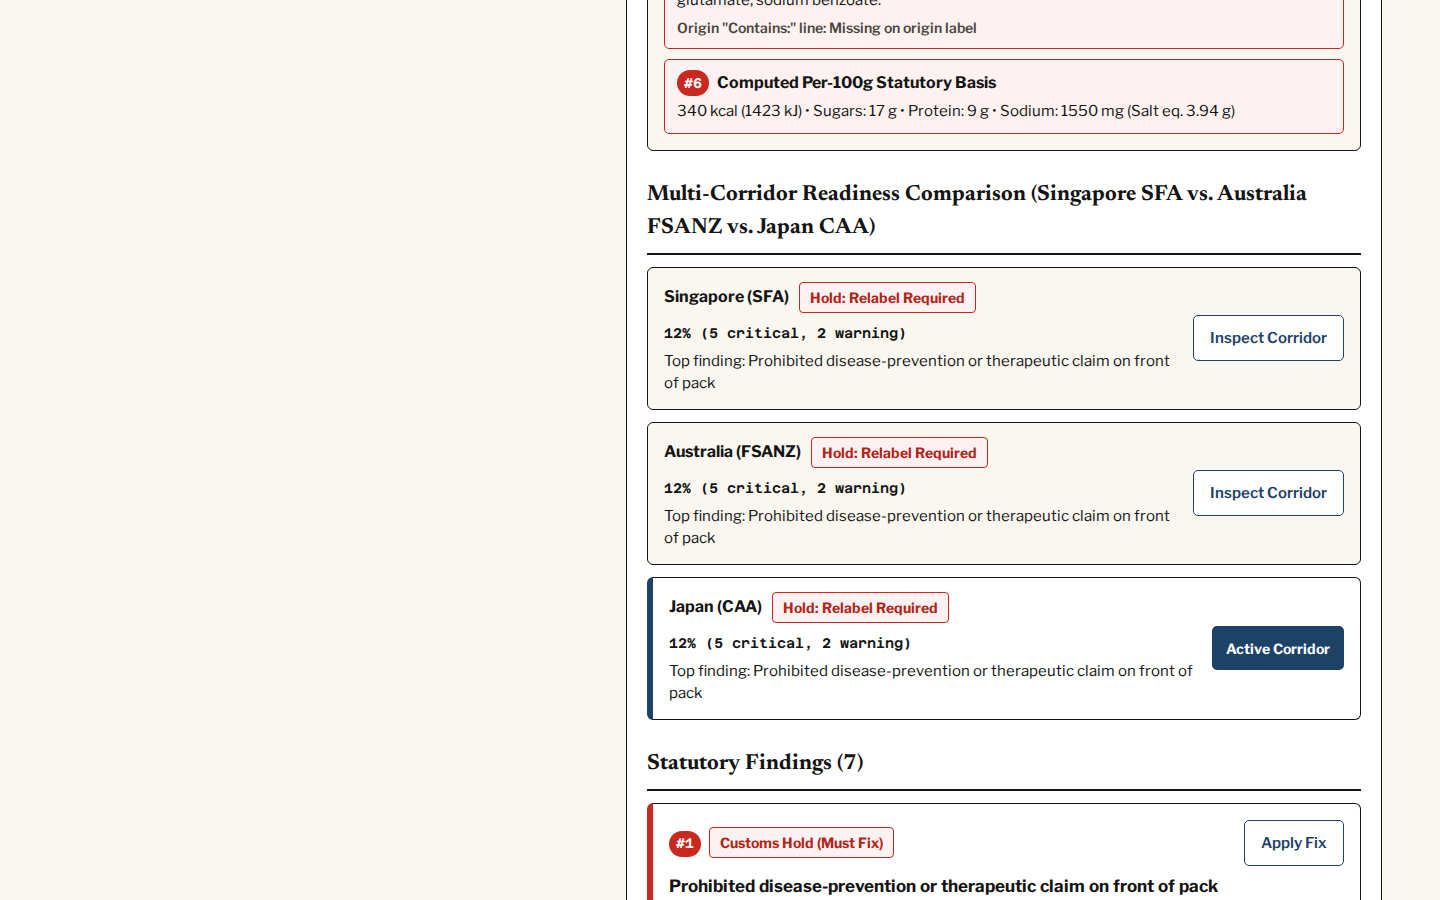 Origin "Contains:" line: Missing on origin label
#6 Computed Per-100g Statutory Basis
340 kcal (1423 kJ) • Sugars: 17 g • Protein: 9 g • Sodium: 1550 mg (Salt eq. 3.94 g)
Multi-Corridor Readiness Comparison (Singapore SFA vs. Australia
FSANZ vs. Japan CAA)
Singapore (SFA) Hold: Relabel Required
12% (5 critical, 2 warning)
Top finding: Prohibited disease-prevention or therapeutic claim on front
of pack
Inspect Corridor
Australia (FSANZ) Hold: Relabel Required
12% (5 critical, 2 warning)
Top finding: Prohibited disease-prevention or therapeutic claim on front
of pack
Inspect Corridor
Japan (CAA) Hold: Relabel Required
12% (5 critical, 2 warning)
Top finding: Prohibited disease-prevention or therapeutic claim on front of
pack
Active Corridor
Statutory Findings (7)
#1 Customs Hold (Must Fix)
Apply Fix
Prohibited disease-prevention or therapeutic claim on front of pack